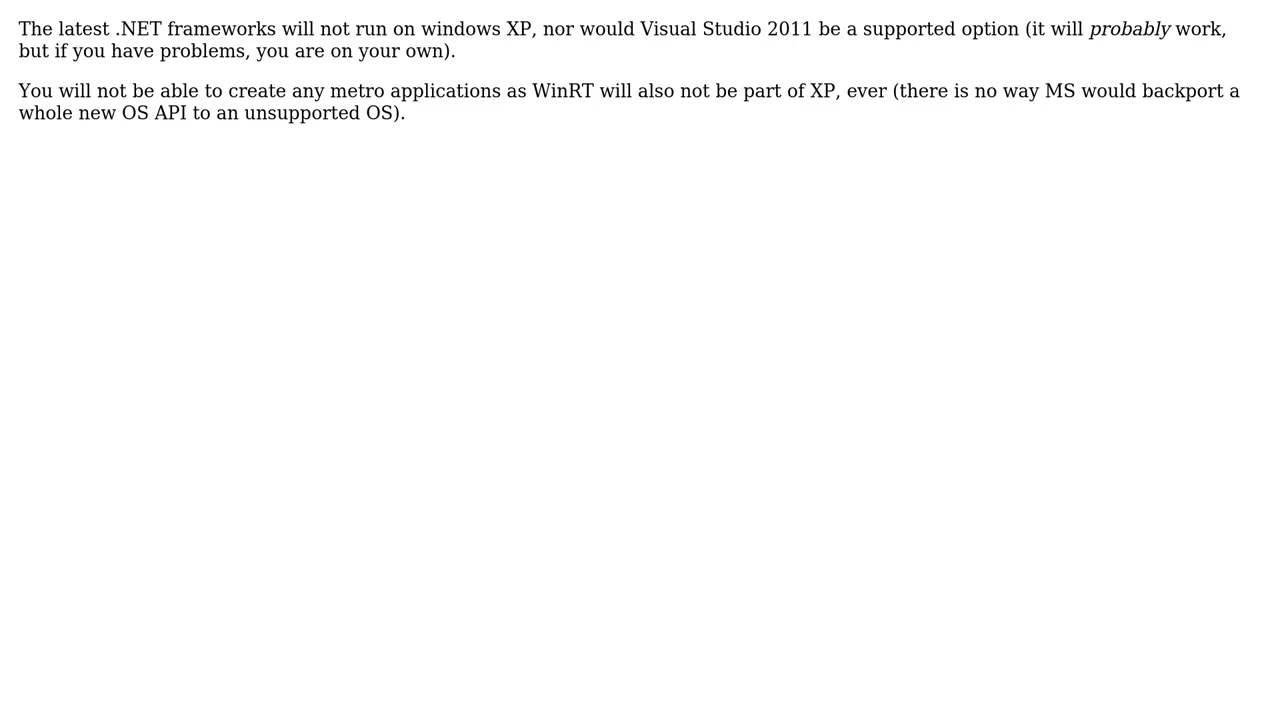 The latest .NET frameworks will not run on windows XP, nor would Visual Studio 2011 be a supported option (it will probably work,
but if you have problems, you are on your own).
You will not be able to create any metro applications as WinRT will also not be part of XP, ever (there is no way MS would backport a
whole new OS API to an unsupported OS).